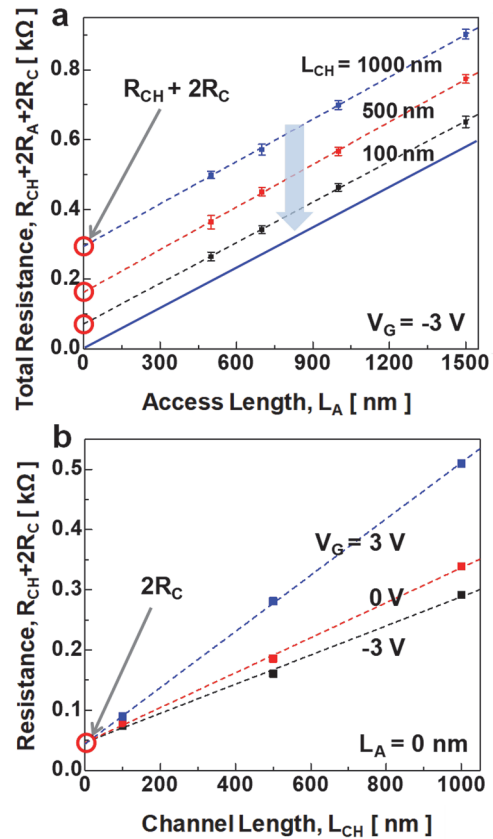 a
Total Resistance, R_CH+2R_A+2R_C [ kΩ ]
0.8
0.6
0.4
0.2
0.0
R_CH + 2R_C
L_CH = 1000 nm
500 nm
100 nm
V_G = -3 V
0 300 600 900 1200 1500
Access Length, L_A [ nm ]
b
Resistance, R_CH+2R_C [ kΩ ]
0.5
0.4
0.3
0.2
0.1
0.0
2R_C
V_G = 3 V
0 V
-3 V
L_A = 0 nm
0 200 400 600 800 1000
Channel Length, L_CH [ nm ]